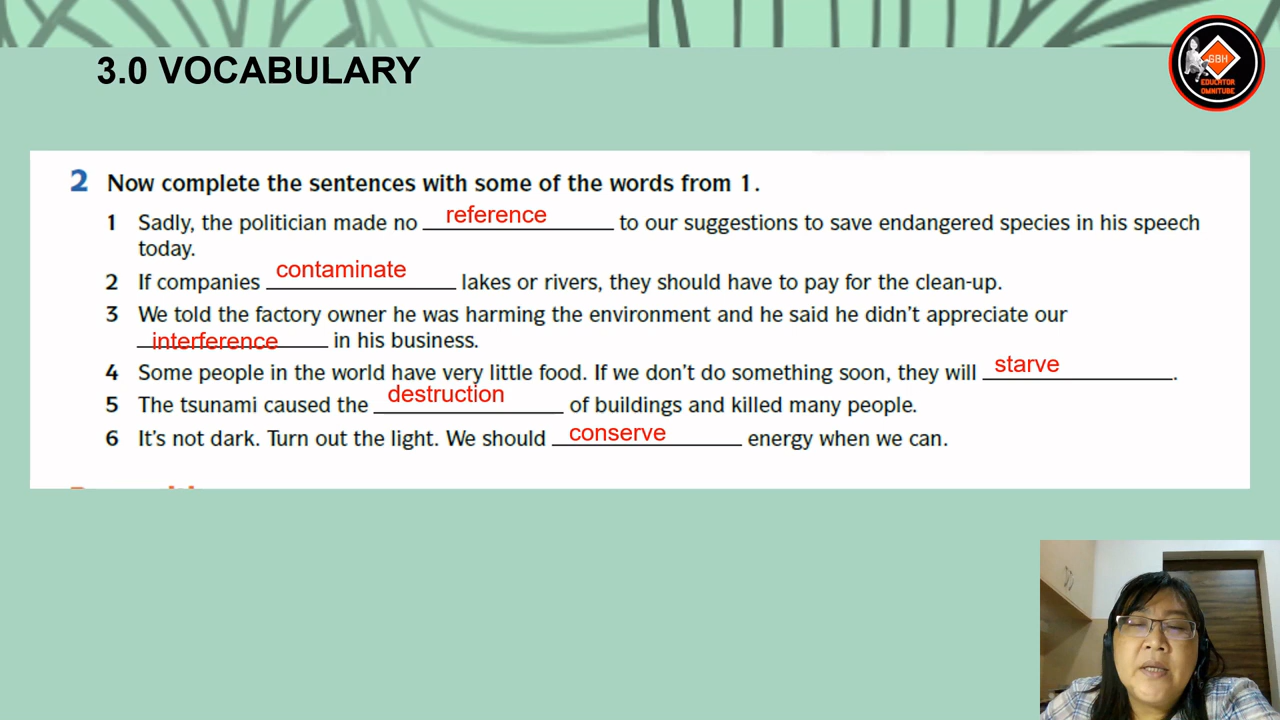 3.0 VOCABULARY
GBH
EDUCATOR
OMNITUBE
2 Now complete the sentences with some of the words from 1.
1 Sadly, the politician made no reference to our suggestions to save endangered species in his speech
today.
2 If companies contaminate lakes or rivers, they should have to pay for the clean-up.
3 We told the factory owner he was harming the environment and he said he didn't appreciate our
interference in his business.
4 Some people in the world have very little food. If we don't do something soon, they will starve.
5 The tsunami caused the destruction of buildings and killed many people.
6 It's not dark. Turn out the light. We should conserve energy when we can.